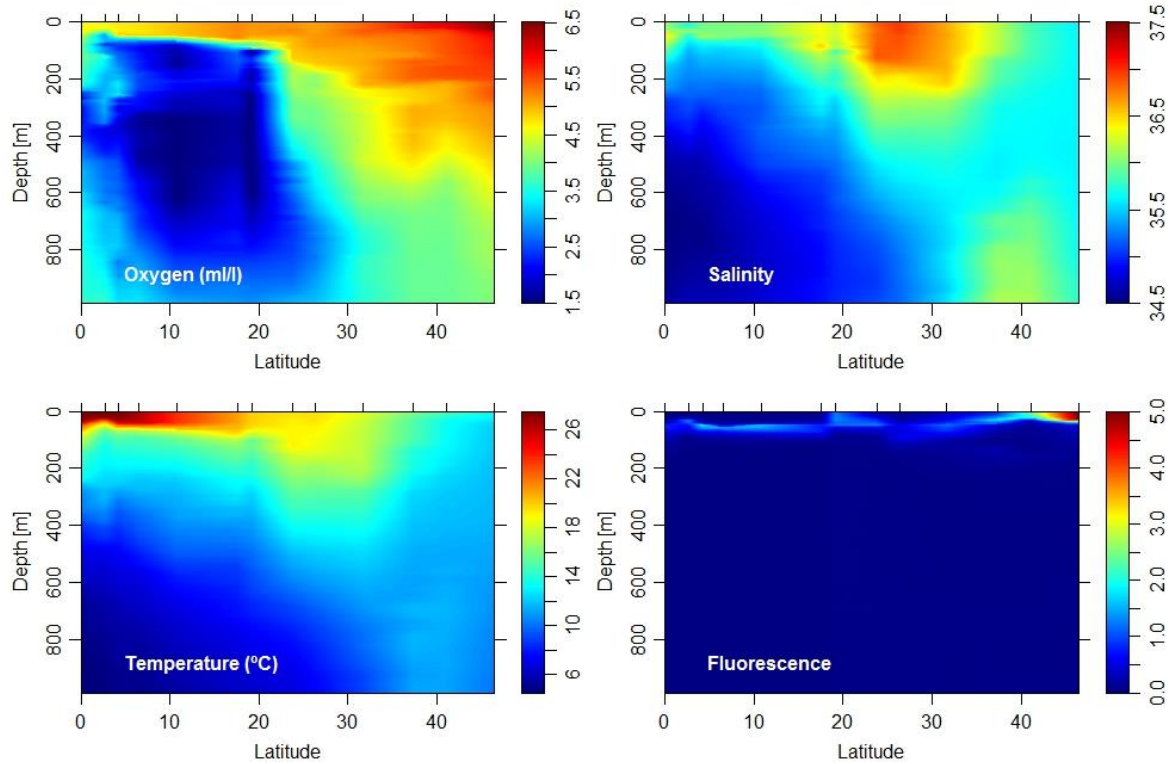 0
200
400
600
800
Depth [m]
Oxygen (ml/l)
0 10 20 30 40
Latitude
1.5 2.5 3.5 4.5 5.5 6.5
0
200
400
600
800
Depth [m]
Salinity
0 10 20 30 40
Latitude
34.5 35.5 36.5 37.5
0
200
400
600
800
Depth [m]
Temperature (ºC)
0 10 20 30 40
Latitude
6 10 14 18 22 26
0
200
400
600
800
Depth [m]
Fluorescence
0 10 20 30 40
Latitude
0.0 1.0 2.0 3.0 4.0 5.0